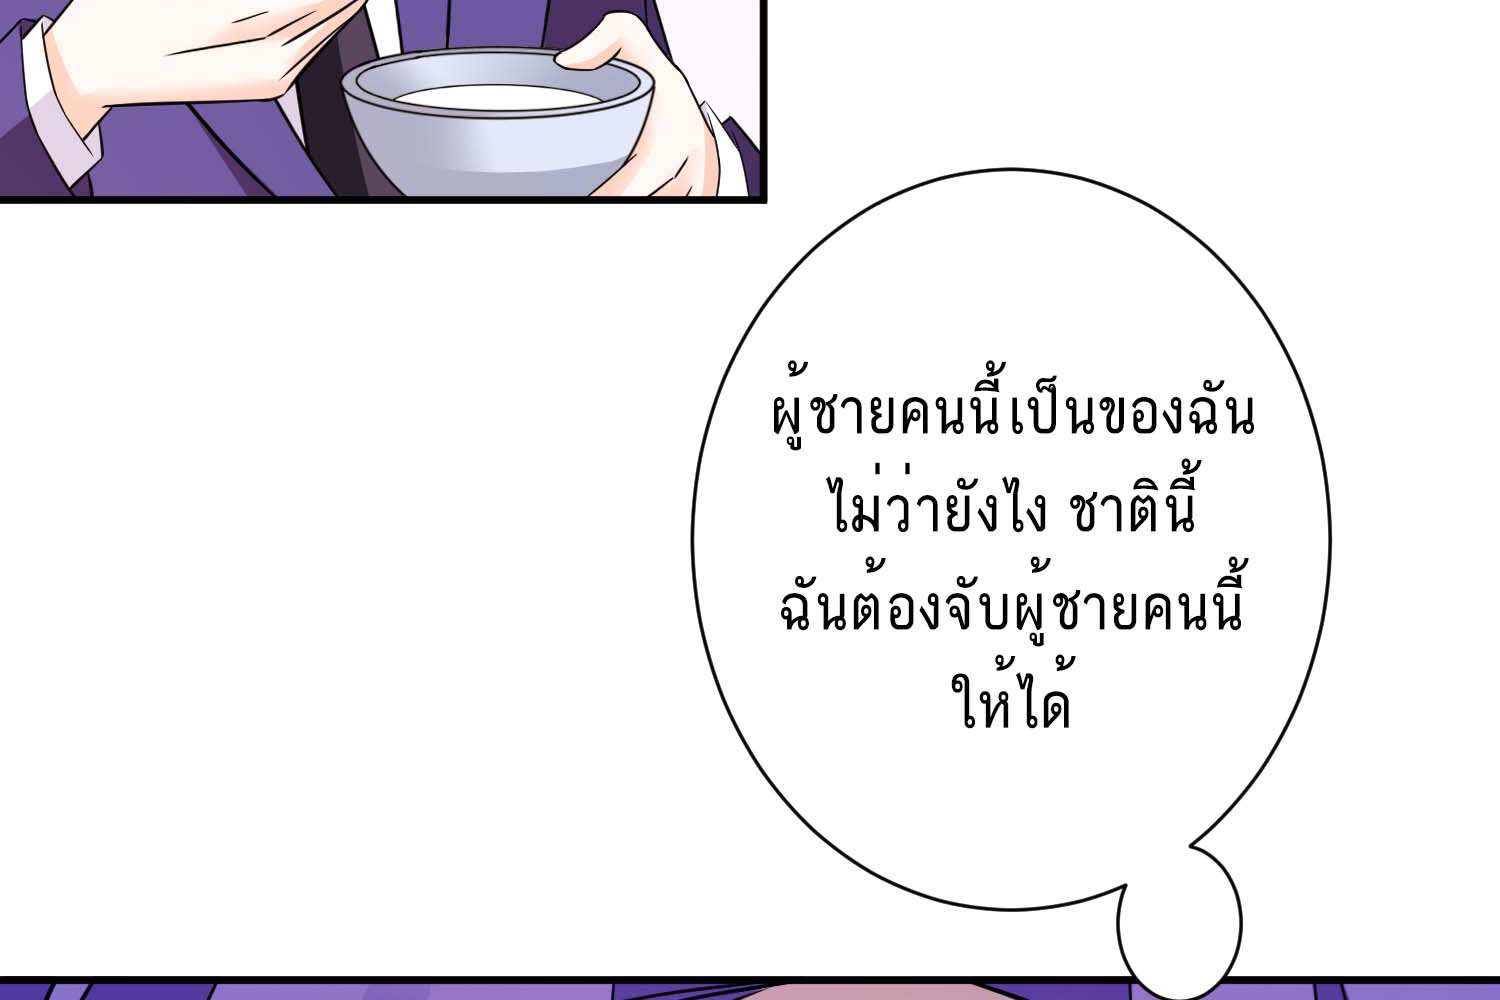 ผู้ชายคนนี้เป็นของฉัน
ไม่ว่ายังไง ชาตินี้
ฉันต้องจับผู้ชายคนนี้
ให้ได้